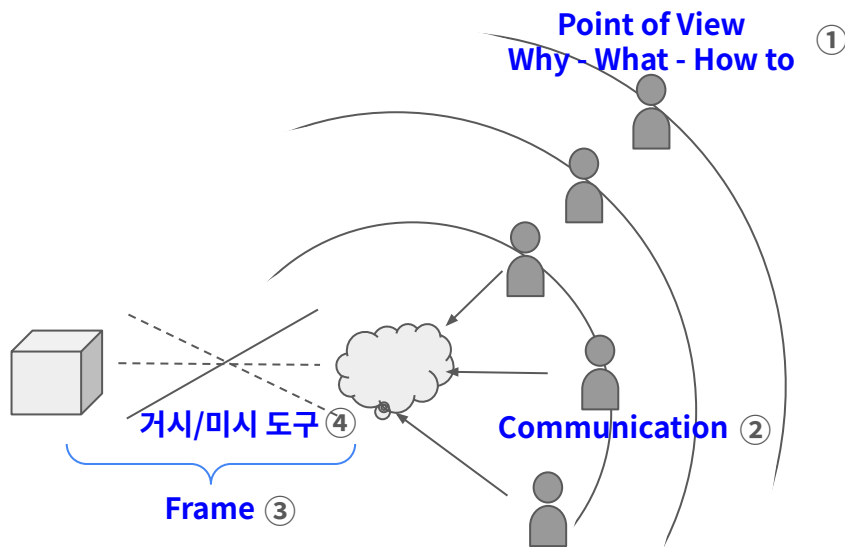 Point of View
Why - What - How to ①
거시/미시 도구 ④
Communication ②
Frame ③